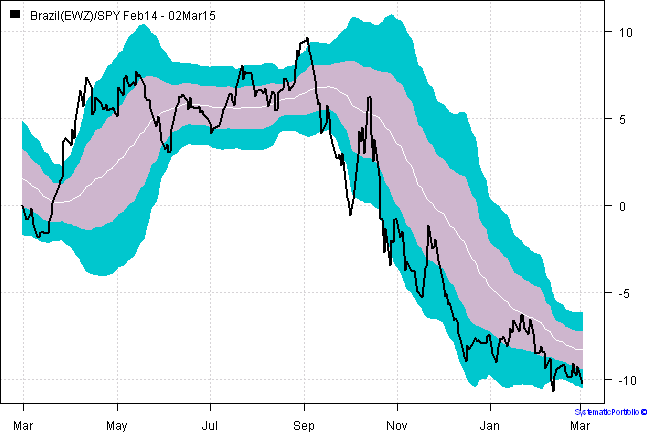 Brazil(EWZ)/SPY Feb14 - 02Mar15
10
5
0
-5
-10
SystematicPortfolio ©
Mar May Jul Sep Nov Jan Mar